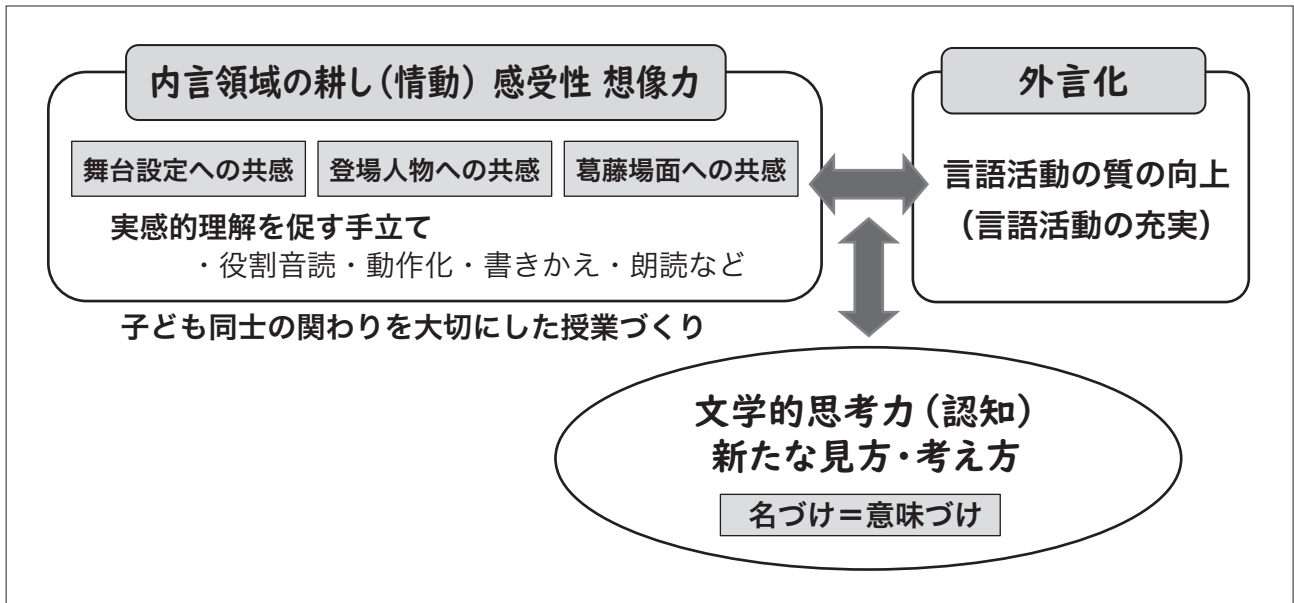 内言領域の耕し(情動) 感受性 想像力
舞台設定への共感
登場人物への共感
葛藤場面への共感
実感的理解を促す手立て
・役割音読・動作化・書きかえ・朗読など
子ども同士の関わりを大切にした授業づくり
外言化
言語活動の質の向上
(言語活動の充実)
文学的思考力(認知)
新たな見方・考え方
名づけ=意味づけ